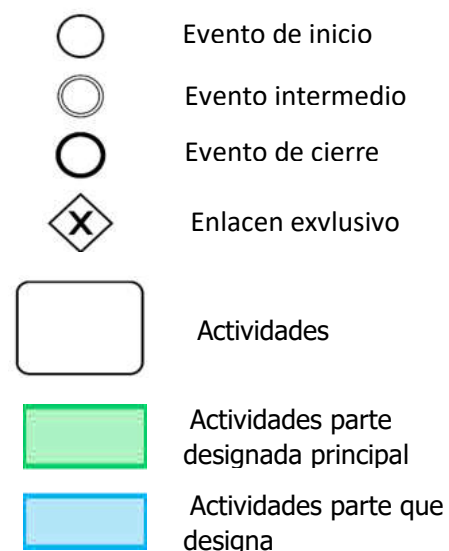 Evento de inicio
Evento intermedio
Evento de cierre
X
Enlacen exvlusivo
Actividades
Actividades parte
designada principal
Actividades parte que
designa